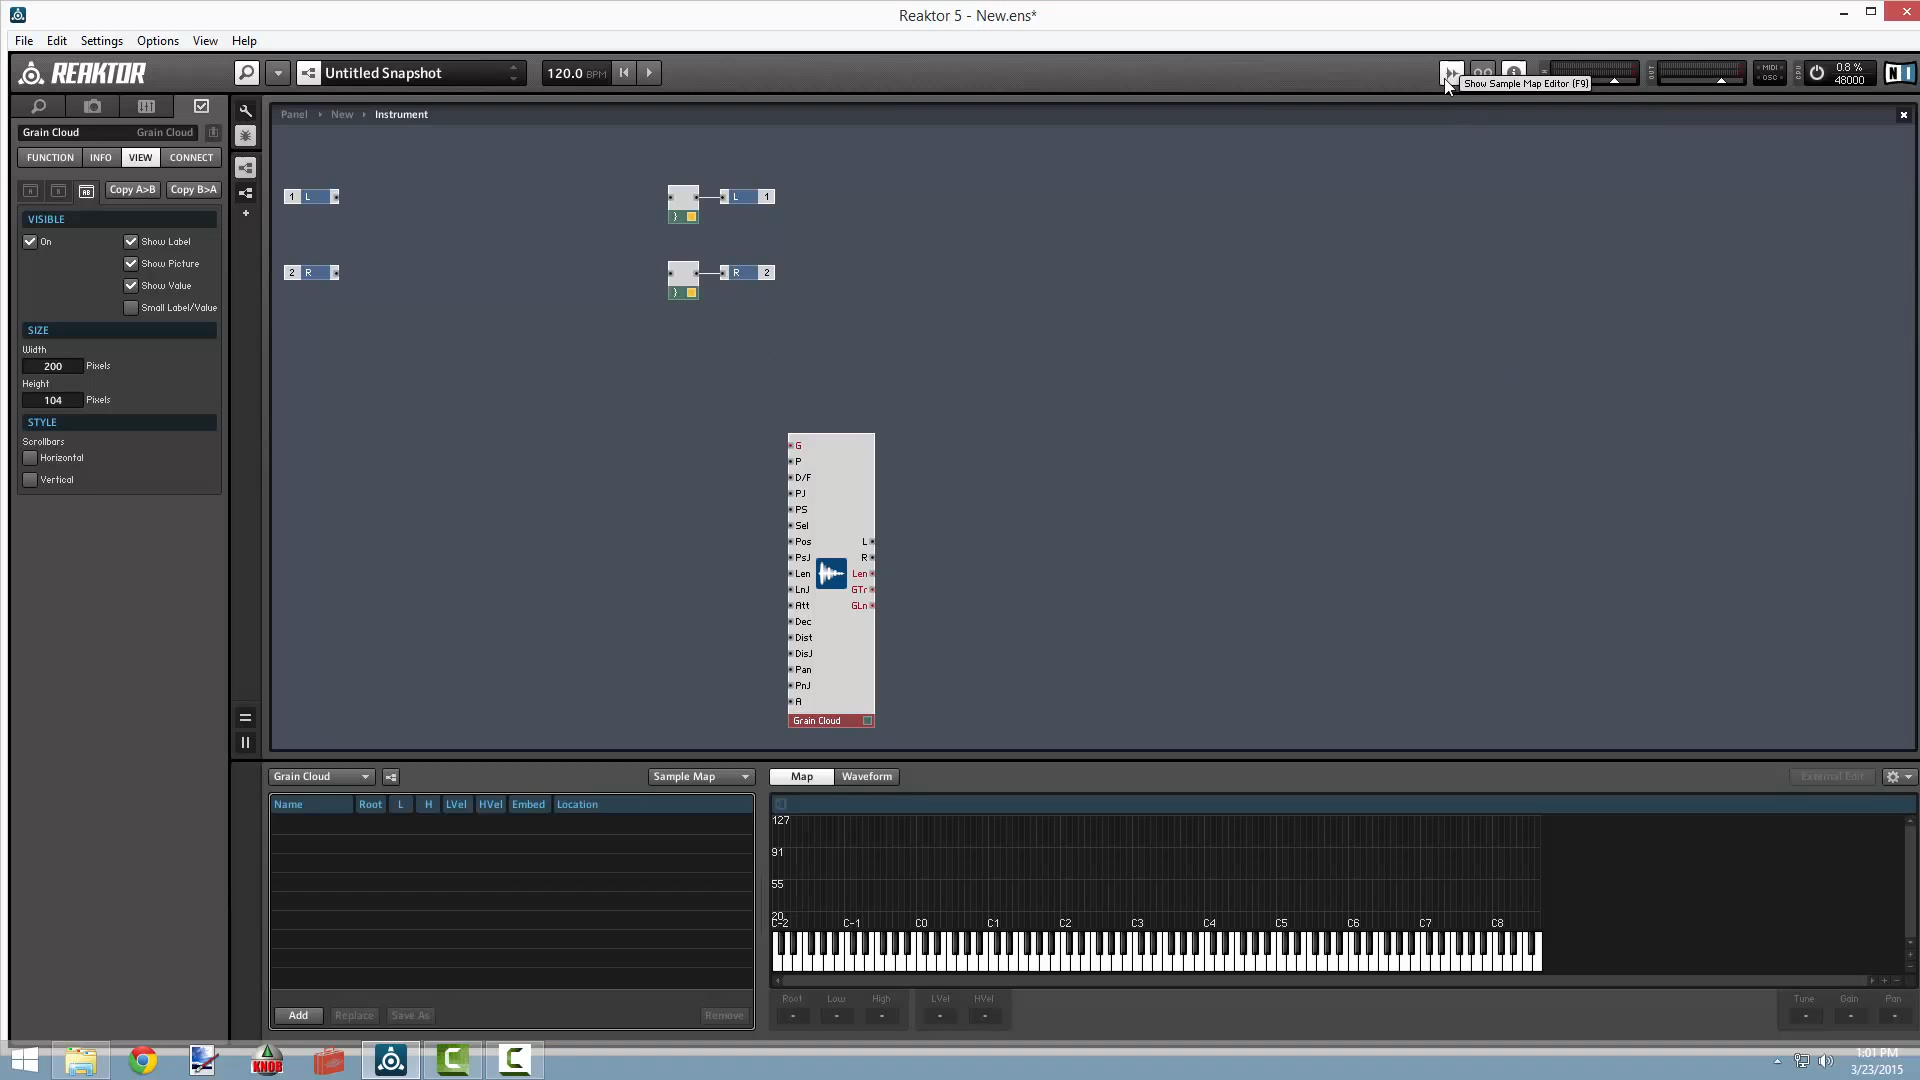 Reaktor 5 - New.ens*
File Edit Settings Options View Help
REAKTOR Untitled Snapshot 120.0 BPM MIDI OSC CPU 0.8 % 48000 NI
Show Sample Map Editor (F9)
Grain Cloud Grain Cloud
FUNCTION INFO VIEW CONNECT
A B AB Copy A>B Copy B>A
VISIBLE
On Show Label
Show Picture
Show Value
Small Label/Value
SIZE
Width
200 Pixels
Height
104 Pixels
STYLE
Scrollbars
Horizontal
Vertical
Panel New Instrument
1 L L 1
2 R R 2
G
P
D/F
PJ
PS
Sel
Pos L
PsJ R
Len Len
LnJ GTr
Att GLn
Dec
Dist
DisJ
Pan
PnJ
A
Grain Cloud
Grain Cloud Sample Map Map Waveform External Edit
Name Root L H LVel HVel Embed Location
127
91
55
20
C-2 C-1 C0 C1 C2 C3 C4 C5 C6 C7 C8
Root Low High LVel HVel Tune Gain Pan
- - - - - - - -
Add Replace Save As Remove
KNOB
1:01 PM
3/23/2015